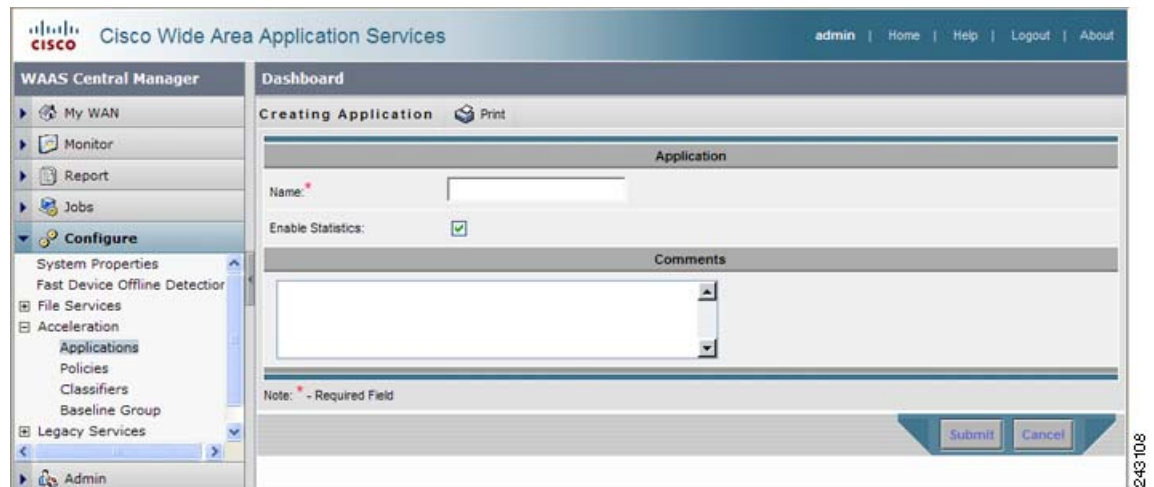 CISCO
Cisco Wide Area Application Services
admin | Home | Help | Logout | About
WAAS Central Manager
My WAN
Monitor
Report
Jobs
Configure
System Properties
Fast Device Offline Detection
File Services
Acceleration
Applications
Policies
Classifiers
Baseline Group
Legacy Services
Admin
Dashboard
Creating Application Print
Application
Name:*
Enable Statistics:
Comments
Note: * - Required Field
Submit Cancel
243108